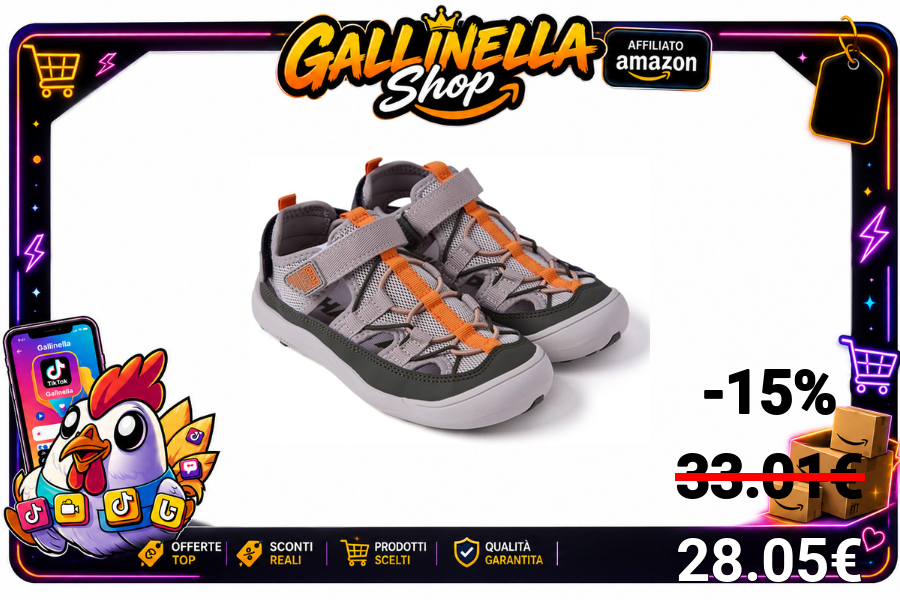 GALLINELLA
Shop
AFFILIATO
amazon
Gallinella
TikTok
Gallinella
-15%
33.01€
28.05€
OFFERTE
TOP
SCONTI
REALI
PRODOTTI
SCELTI
QUALITÀ
GARANTITA